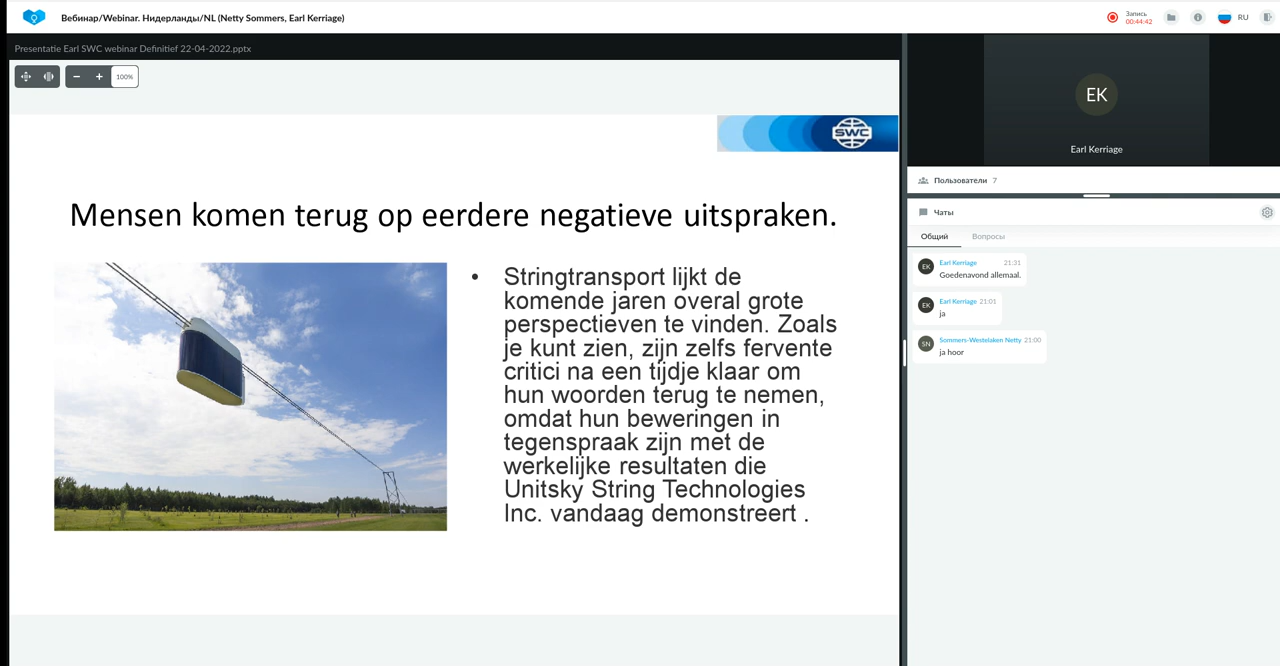 Вебинар/Webinar. Нидерланды/NL (Netty Sommers, Earl Kerriage)
Запись
00:44:42
RU
Presentatie Earl SWC webinar Definitief 22-04-2022.pptx
100%
SWC
Mensen komen terug op eerdere negatieve uitspraken.
• Stringtransport lijkt de
komende jaren overal grote
perspectieven te vinden. Zoals
je kunt zien, zijn zelfs fervente
critici na een tijdje klaar om
hun woorden terug te nemen,
omdat hun beweringen in
tegenspraak zijn met de
werkelijke resultaten die
Unitsky String Technologies
Inc. vandaag demonstreert .
EK
Earl Kerriage
Пользователи 7
Чаты
Общий Вопросы
EK Earl Kerriage 21:31
Goedenavond allemaal.
EK Earl Kerriage 21:01
ja
SN Sommers-Westelaken Netty 21:00
ja hoor